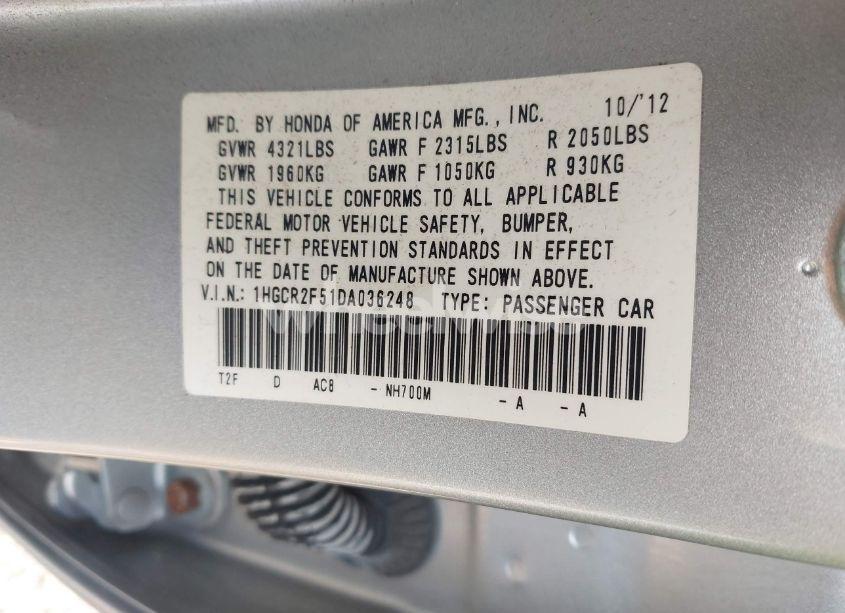 MFD. BY HONDA OF AMERICA MFG., INC. 10/'12
GVWR 4321LBS GAWR F 2315LBS R 2050LBS
GVWR 1960KG GAWR F 1050KG R 930KG
THIS VEHICLE CONFORMS TO ALL APPLICABLE
FEDERAL MOTOR VEHICLE SAFETY, BUMPER,
AND THEFT PREVENTION STANDARDS IN EFFECT
ON THE DATE OF MANUFACTURE SHOWN ABOVE.
V.I.N.: 1HGCR2F51DA036248 TYPE: PASSENGER CAR
T2F D AC8 - NH700M - A - A